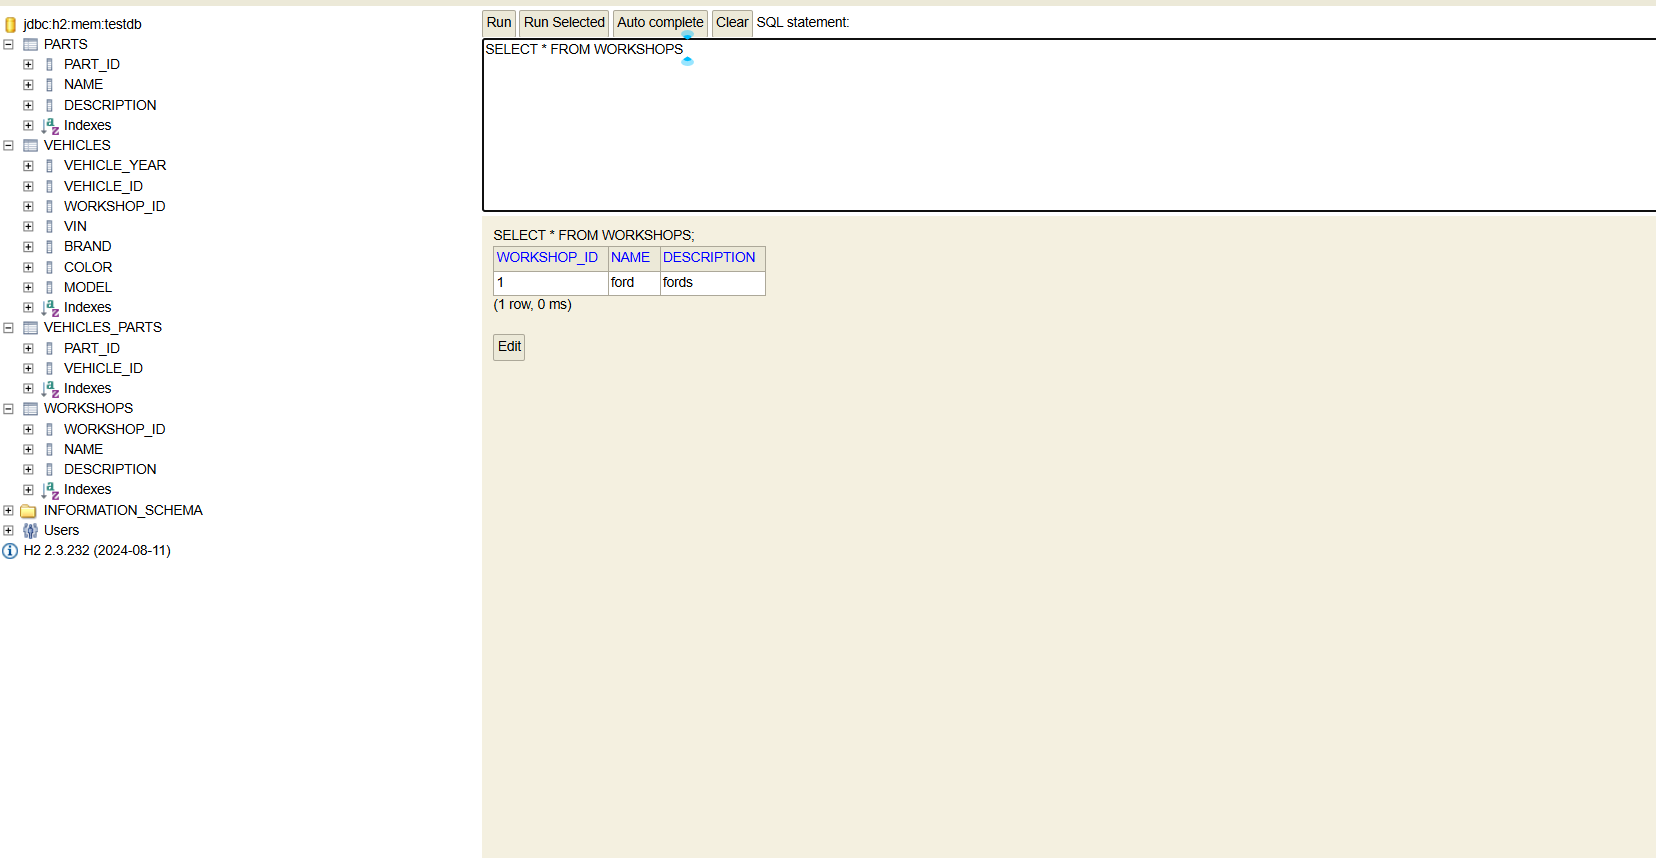 jdbc:h2:mem:testdb
PARTS
PART_ID
NAME
DESCRIPTION
Indexes
VEHICLES
VEHICLE_YEAR
VEHICLE_ID
WORKSHOP_ID
VIN
BRAND
COLOR
MODEL
Indexes
VEHICLES_PARTS
PART_ID
VEHICLE_ID
Indexes
WORKSHOPS
WORKSHOP_ID
NAME
DESCRIPTION
Indexes
INFORMATION_SCHEMA
Users
H2 2.3.232 (2024-08-11)
Run Run Selected Auto complete Clear SQL statement:
SELECT * FROM WORKSHOPS
SELECT * FROM WORKSHOPS;
WORKSHOP_ID NAME DESCRIPTION
1 ford fords
(1 row, 0 ms)
Edit